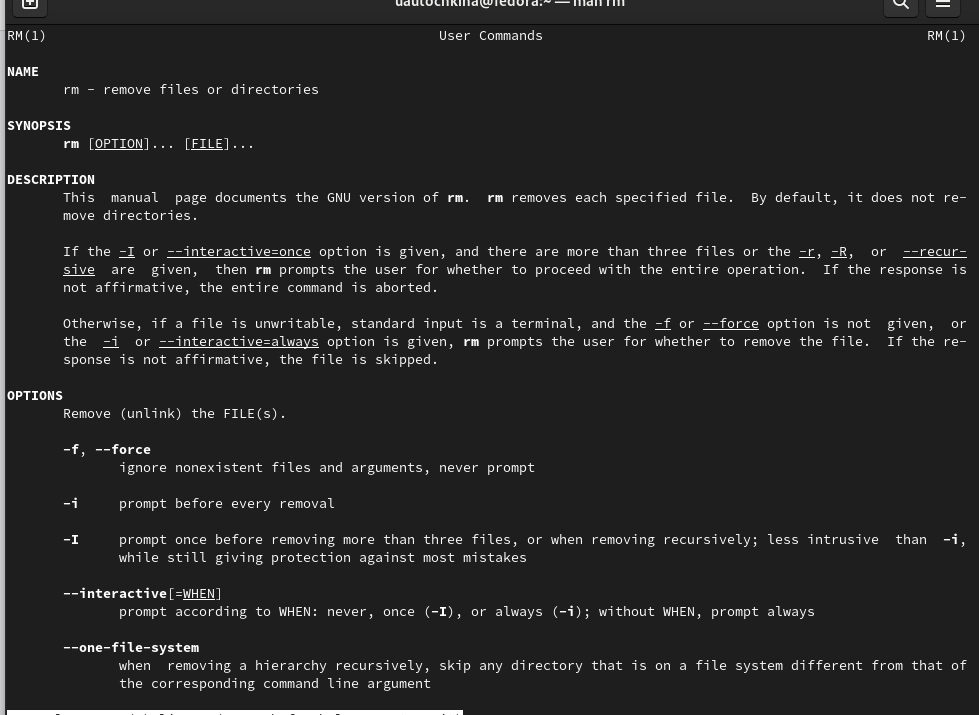 uautochkina@fedora:~ — man rm
RM(1) User Commands RM(1)
NAME
rm - remove files or directories
SYNOPSIS
rm [OPTION]... [FILE]...
DESCRIPTION
This manual page documents the GNU version of rm. rm removes each specified file. By default, it does not re-
move directories.
If the -I or --interactive=once option is given, and there are more than three files or the -r, -R, or --recur-
sive are given, then rm prompts the user for whether to proceed with the entire operation. If the response is
not affirmative, the entire command is aborted.
Otherwise, if a file is unwritable, standard input is a terminal, and the -f or --force option is not given, or
the -i or --interactive=always option is given, rm prompts the user for whether to remove the file. If the re-
sponse is not affirmative, the file is skipped.
OPTIONS
Remove (unlink) the FILE(s).
-f, --force
ignore nonexistent files and arguments, never prompt
-i prompt before every removal
-I prompt once before removing more than three files, or when removing recursively; less intrusive than -i,
while still giving protection against most mistakes
--interactive[=WHEN]
prompt according to WHEN: never, once (-I), or always (-i); without WHEN, prompt always
--one-file-system
when removing a hierarchy recursively, skip any directory that is on a file system different from that of
the corresponding command line argument